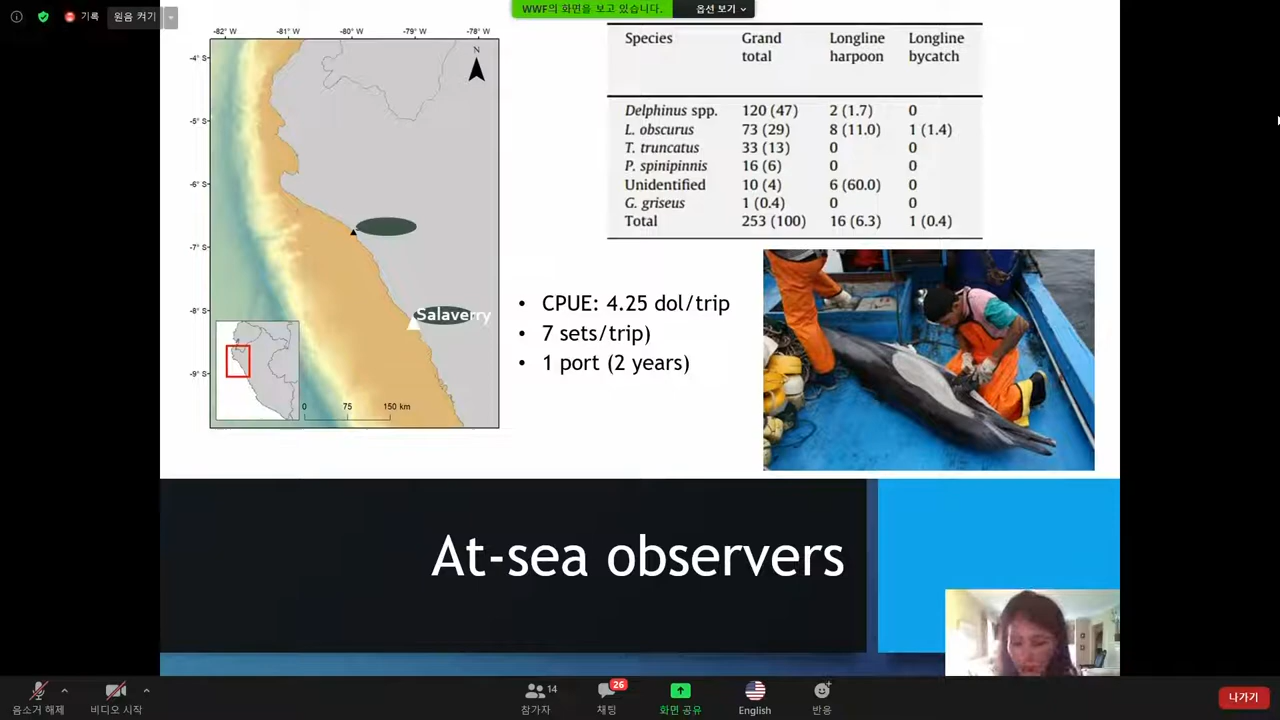 기록
원음 켜기
WWF의 화면을 보고 있습니다.
옵션 보기
-82° W -81° W -80° W -79° W -78° W
N
-4° S
-5° S
-6° S
-7° S
-8° S
-9° S
Salaverry
0 75 150 km
Species Grand total Longline harpoon Longline bycatch
Delphinus spp. 120 (47) 2 (1.7) 0
L. obscurus 73 (29) 8 (11.0) 1 (1.4)
T. truncatus 33 (13) 0 0
P. spinipinnis 16 (6) 0 0
Unidentified 10 (4) 6 (60.0) 0
G. griseus 1 (0.4) 0 0
Total 253 (100) 16 (6.3) 1 (0.4)
• CPUE: 4.25 dol/trip
• 7 sets/trip)
• 1 port (2 years)
At-sea observers
음소거 해제
비디오 시작
14
참가자
26
채팅
화면 공유
English
반응
나가기